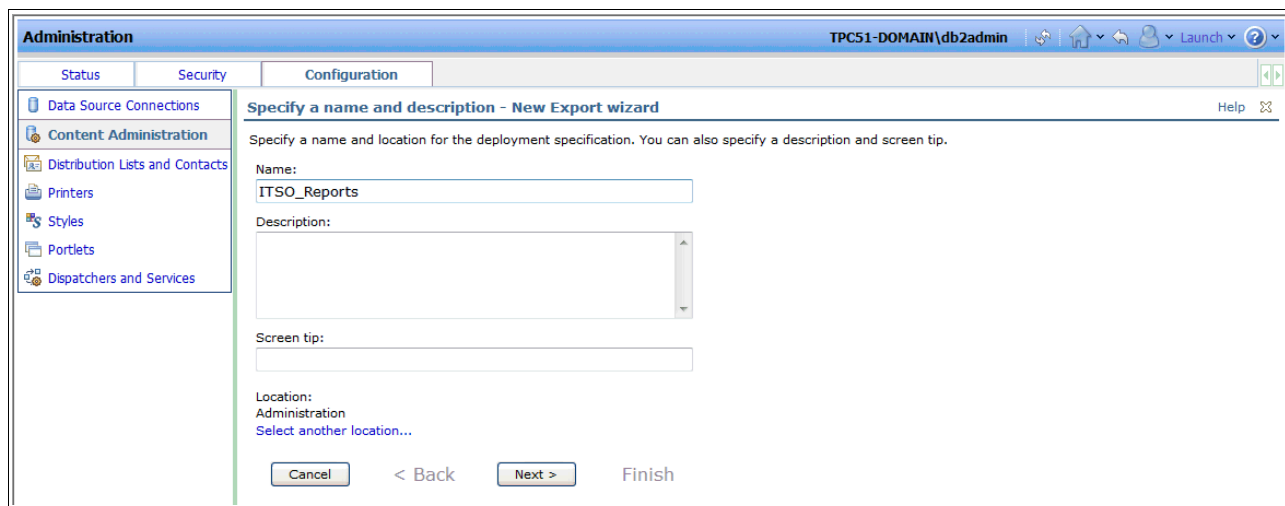 Administration
TPC51-DOMAIN\db2admin
Launch
Status
Security
Configuration
Data Source Connections
Content Administration
Distribution Lists and Contacts
Printers
Styles
Portlets
Dispatchers and Services
Specify a name and description - New Export wizard
Help
Specify a name and location for the deployment specification. You can also specify a description and screen tip.
Name:
ITSO_Reports
Description:
Screen tip:
Location:
Administration
Select another location...
Cancel
< Back
Next >
Finish